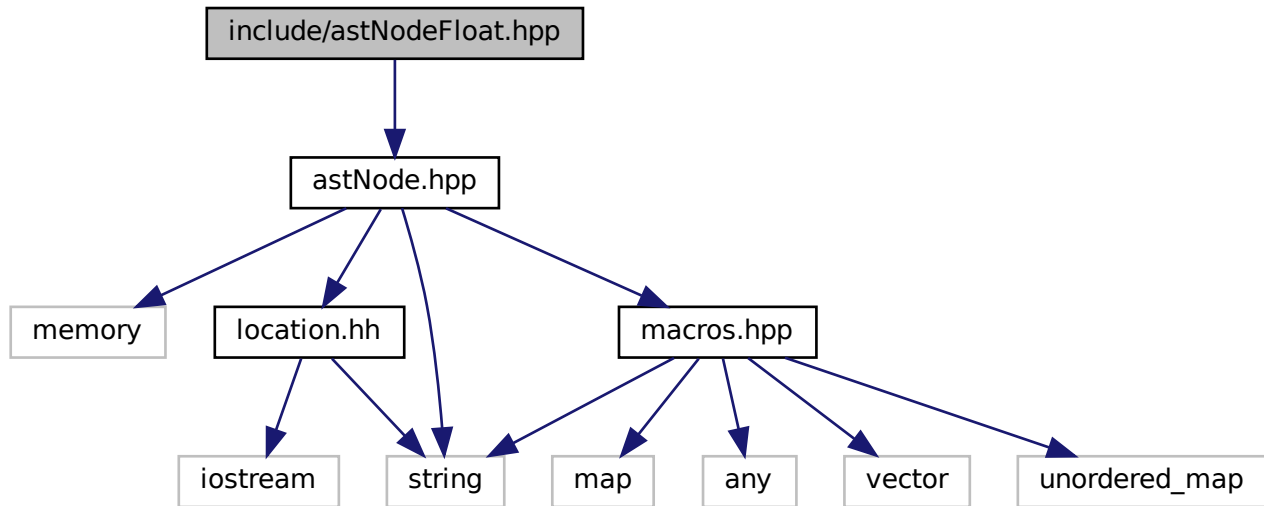 include/astNodeFloat.hpp
astNode.hpp
memory
location.hh
macros.hpp
iostream
string
map
any
vector
unordered_map